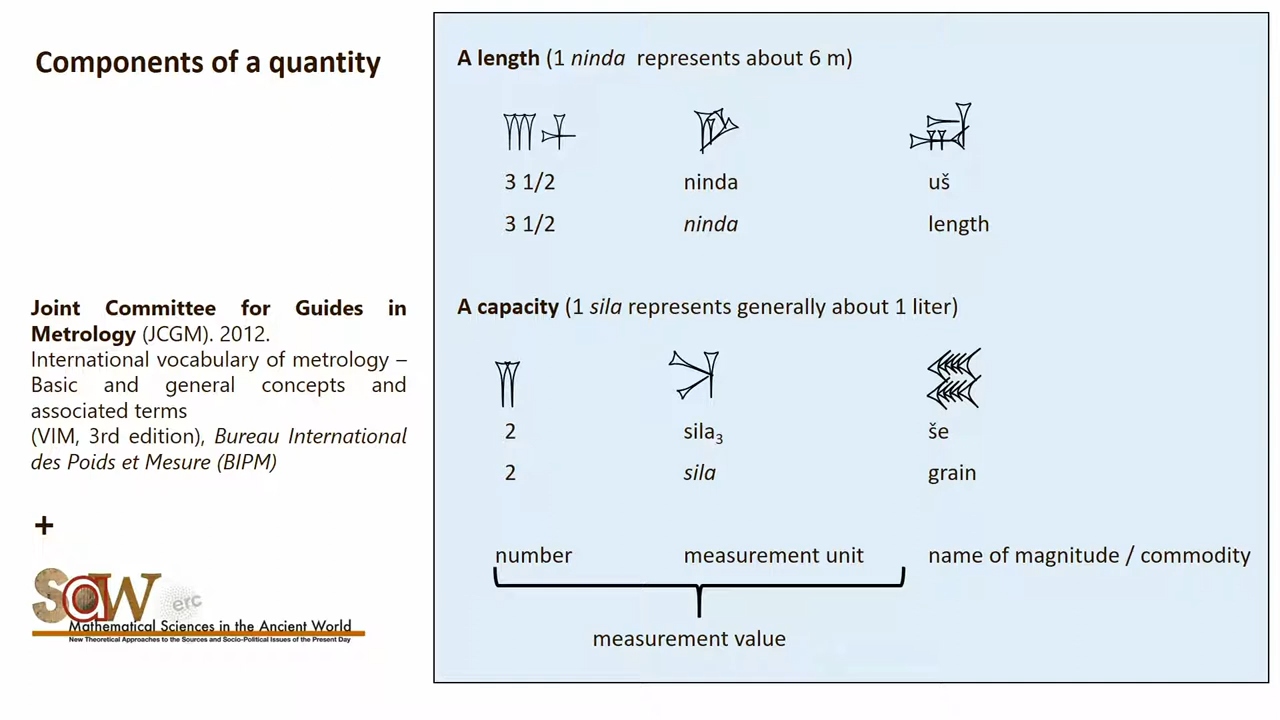 Components of a quantity
Joint Committee for Guides in
Metrology (JCGM). 2012.
International vocabulary of metrology –
Basic and general concepts and
associated terms
(VIM, 3rd edition), Bureau International
des Poids et Mesure (BIPM)
+
SAW
erc
Mathematical Sciences in the Ancient World
New Theoretical Approaches to the Sources and Socio-Political Issues of the Present Day
A length (1 ninda represents about 6 m)
𒐈𒈦 𒃻 𒍑
3 1/2 ninda uš
3 1/2 ninda length
A capacity (1 sila represents generally about 1 liter)
𒈫 𒋡 𒊺
2 sila₃ še
2 sila grain
number measurement unit name of magnitude / commodity
measurement value